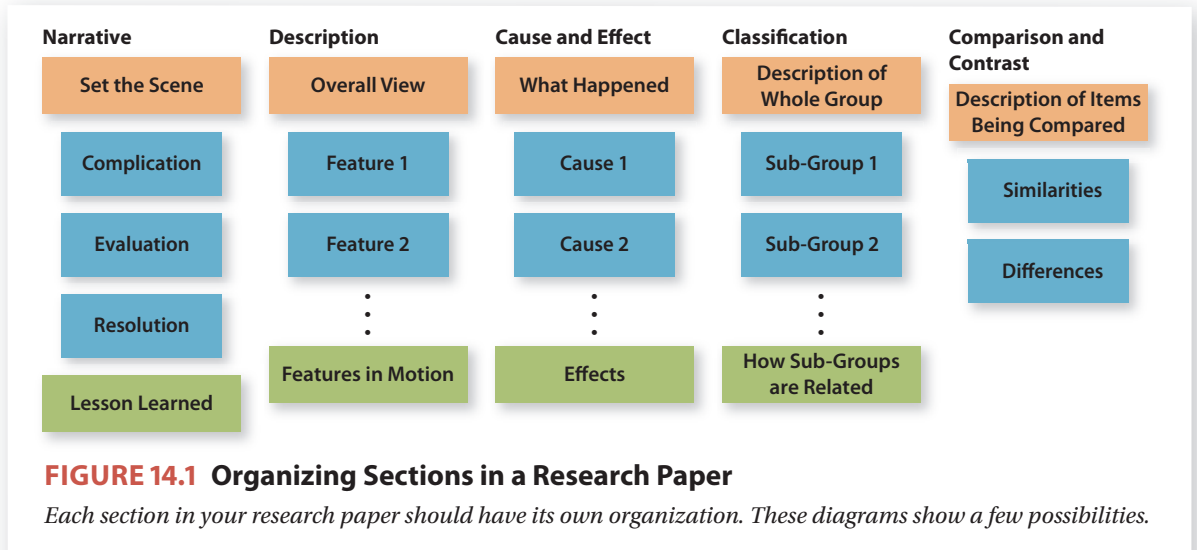 Narrative
Set the Scene
Complication
Evaluation
Resolution
Lesson Learned
Description
Overall View
Feature 1
Feature 2
Features in Motion
Cause and Effect
What Happened
Cause 1
Cause 2
Effects
Classification
Description of
Whole Group
Sub-Group 1
Sub-Group 2
How Sub-Groups
are Related
Comparison and
Contrast
Description of Items
Being Compared
Similarities
Differences
FIGURE 14.1 Organizing Sections in a Research Paper
Each section in your research paper should have its own organization. These diagrams show a few possibilities.